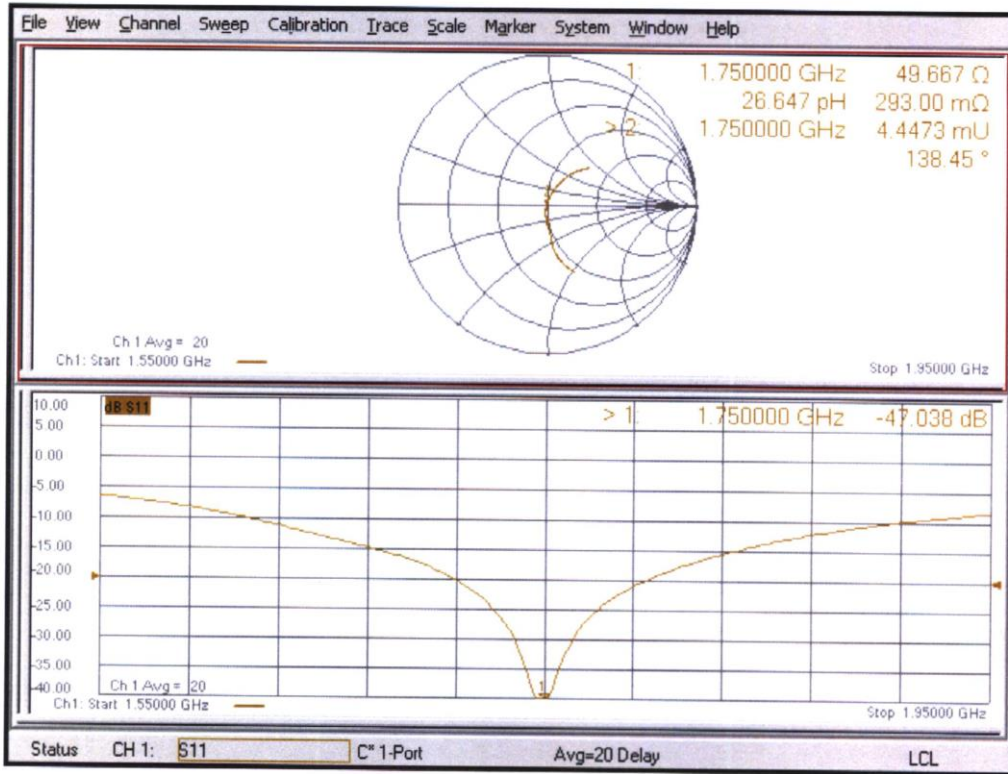 File View Channel Sweep Calibration Trace Scale Marker System Window Help
1: 1.750000 GHz 49.667 Ω
26.647 pH 293.00 mΩ
> 2: 1.750000 GHz 4.4473 mU
138.45 °
Ch 1 Avg = 20
Ch1: Start 1.55000 GHz
Stop 1.95000 GHz
10.00
dB S11
> 1: 1.750000 GHz -47.038 dB
5.00
0.00
-5.00
-10.00
-15.00
-20.00
-25.00
-30.00
-35.00
-40.00
1
Ch 1 Avg = 20
Ch1: Start 1.55000 GHz
Stop 1.95000 GHz
Status CH 1: S11 C* 1-Port Avg=20 Delay LCL